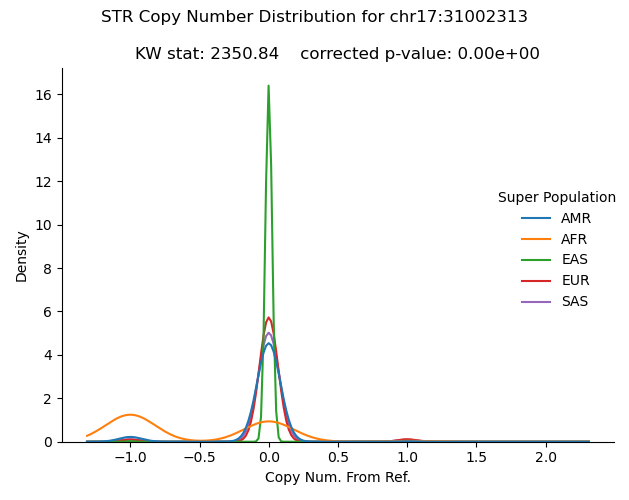 STR Copy Number Distribution for chr17:31002313
KW stat: 2350.84    corrected p-value: 0.00e+00
16
14
12
10
8
6
4
2
0
Density
−1.0 −0.5 0.0 0.5 1.0 1.5 2.0
Copy Num. From Ref.
Super Population
AMR
AFR
EAS
EUR
SAS